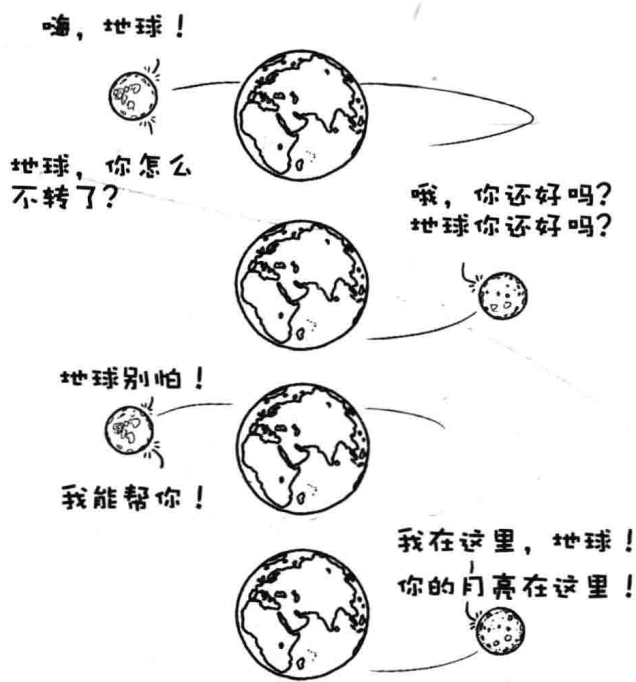 嗨，地球！
地球，你怎么
不转了？
哦，你还好吗？
地球你还好吗？
地球别怕！
我能帮你！
我在这里，地球！
你的月亮在这里！